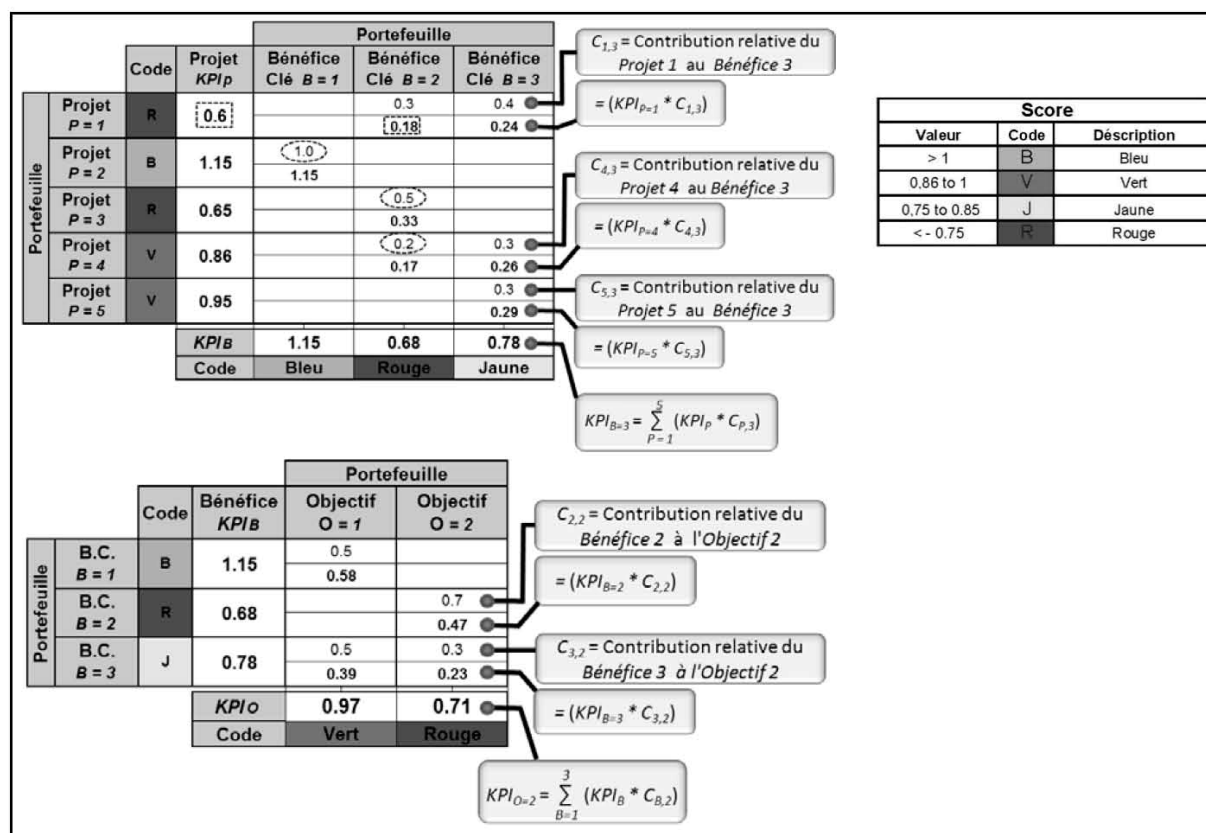 Portefeuille
Code Projet KPIP Bénéfice Clé B = 1 Bénéfice Clé B = 2 Bénéfice Clé B = 3
Portefeuille
Projet P = 1 R 0.6 0.3 0.4
0.18 0.24
Projet P = 2 B 1.15 1.0
1.15
Projet P = 3 R 0.65 0.5
0.33
Projet P = 4 V 0.86 0.2 0.3
0.17 0.26
Projet P = 5 V 0.95 0.3
0.29
KPIB 1.15 0.68 0.78
Code Bleu Rouge Jaune
C1,3 = Contribution relative du
Projet 1 au Bénéfice 3
= (KPIP=1 * C1,3)
C4,3 = Contribution relative du
Projet 4 au Bénéfice 3
= (KPIP=4 * C4,3)
C5,3 = Contribution relative du
Projet 5 au Bénéfice 3
= (KPIP=5 * C5,3)
KPIB=3 = 5 ∑ P = 1 (KPIP * CP,3)
Score
Valeur Code Déscription
> 1 B Bleu
0,86 to 1 V Vert
0,75 to 0.85 J Jaune
< - 0.75 R Rouge
Portefeuille
Code Bénéfice KPIB Objectif O = 1 Objectif O = 2
Portefeuille
B.C. B = 1 B 1.15 0.5
0.58
B.C. B = 2 R 0.68 0.7
0.47
B.C. B = 3 J 0.78 0.5 0.3
0.39 0.23
KPIO 0.97 0.71
Code Vert Rouge
C2,2 = Contribution relative du
Bénéfice 2 à l'Objectif 2
= (KPIB=2 * C2,2)
C3,2 = Contribution relative du
Bénéfice 3 à l'Objectif 2
= (KPIB=3 * C3,2)
KPIO=2 = 3 ∑ B=1 (KPIB * CB,2)